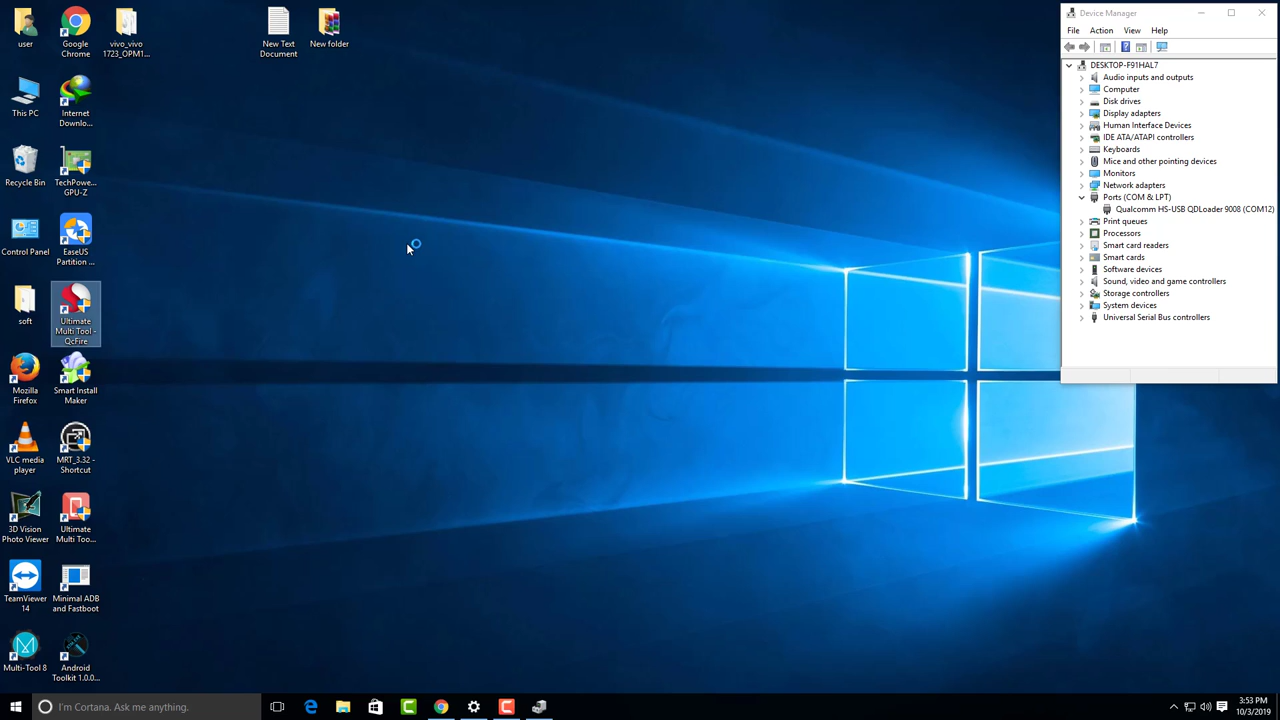 user
Google
Chrome
vivo_vivo
1723_OPM1...
New Text
Document
New folder
This PC
Internet
Downlo...
Recycle Bin
TechPowe...
GPU-Z
Control Panel
EaseUS
Partition ...
soft
Ultimate
Multi Tool -
QcFire
Mozilla
Firefox
Smart Install
Maker
VLC media
player
MRT_3.32 -
Shortcut
3D Vision
Photo Viewer
Ultimate
Multi Too...
TeamViewer
14
Minimal ADB
and Fastboot
Multi-Tool 8
Android
Toolkit 1.0.0...
Device Manager
File Action View Help
DESKTOP-F91HAL7
Audio inputs and outputs
Computer
Disk drives
Display adapters
Human Interface Devices
IDE ATA/ATAPI controllers
Keyboards
Mice and other pointing devices
Monitors
Network adapters
Ports (COM & LPT)
Qualcomm HS-USB QDLoader 9008 (COM12)
Print queues
Processors
Smart card readers
Smart cards
Software devices
Sound, video and game controllers
Storage controllers
System devices
Universal Serial Bus controllers
I'm Cortana. Ask me anything.
3:53 PM
10/3/2019